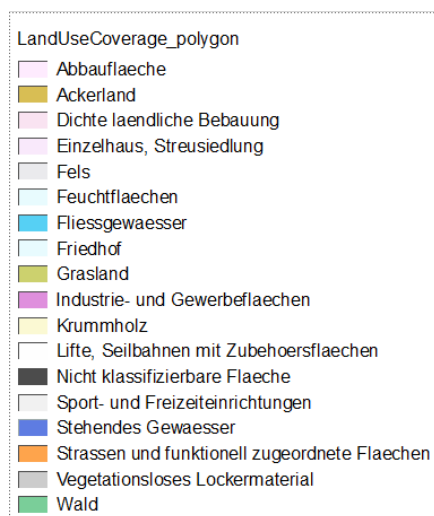 LandUseCoverage_polygon
Abbauflaeche
Ackerland
Dichte laendliche Bebauung
Einzelhaus, Streusiedlung
Fels
Feuchtflaechen
Fliessgewaesser
Friedhof
Grasland
Industrie- und Gewerbeflaechen
Krummholz
Lifte, Seilbahnen mit Zubehoersflaechen
Nicht klassifizierbare Flaeche
Sport- und Freizeiteinrichtungen
Stehendes Gewaesser
Strassen und funktionell zugeordnete Flaechen
Vegetationsloses Lockermaterial
Wald